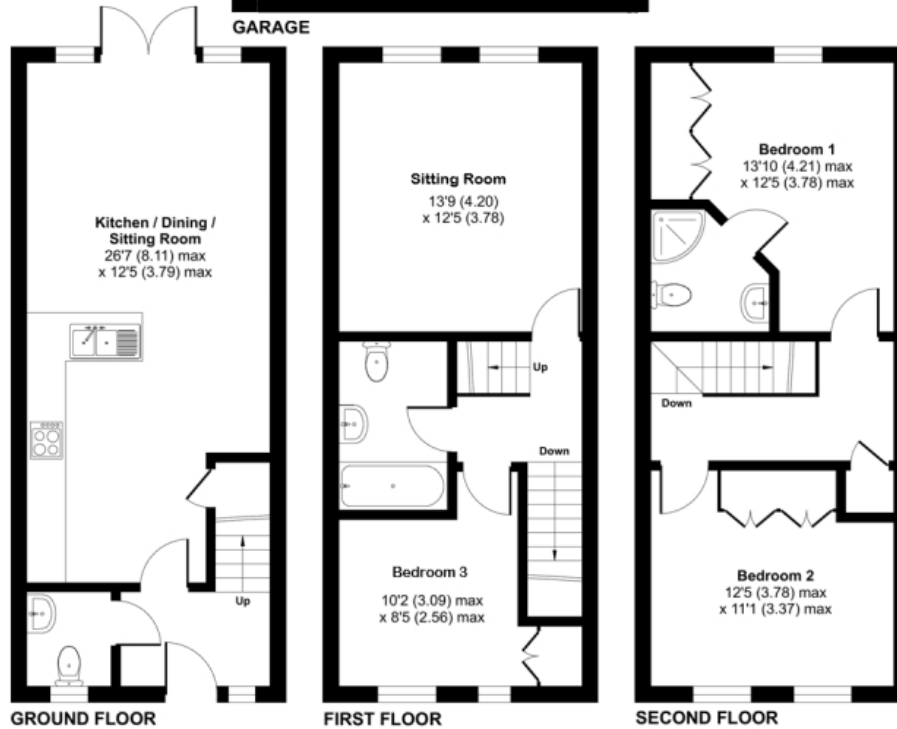 GARAGE
Kitchen / Dining /
Sitting Room
26'7 (8.11) max
x 12'5 (3.79) max
Up
GROUND FLOOR
Sitting Room
13'9 (4.20)
x 12'5 (3.78)
Up
Down
Bedroom 3
10'2 (3.09) max
x 8'5 (2.56) max
FIRST FLOOR
Bedroom 1
13'10 (4.21) max
x 12'5 (3.78) max
Down
Bedroom 2
12'5 (3.78) max
x 11'1 (3.37) max
SECOND FLOOR